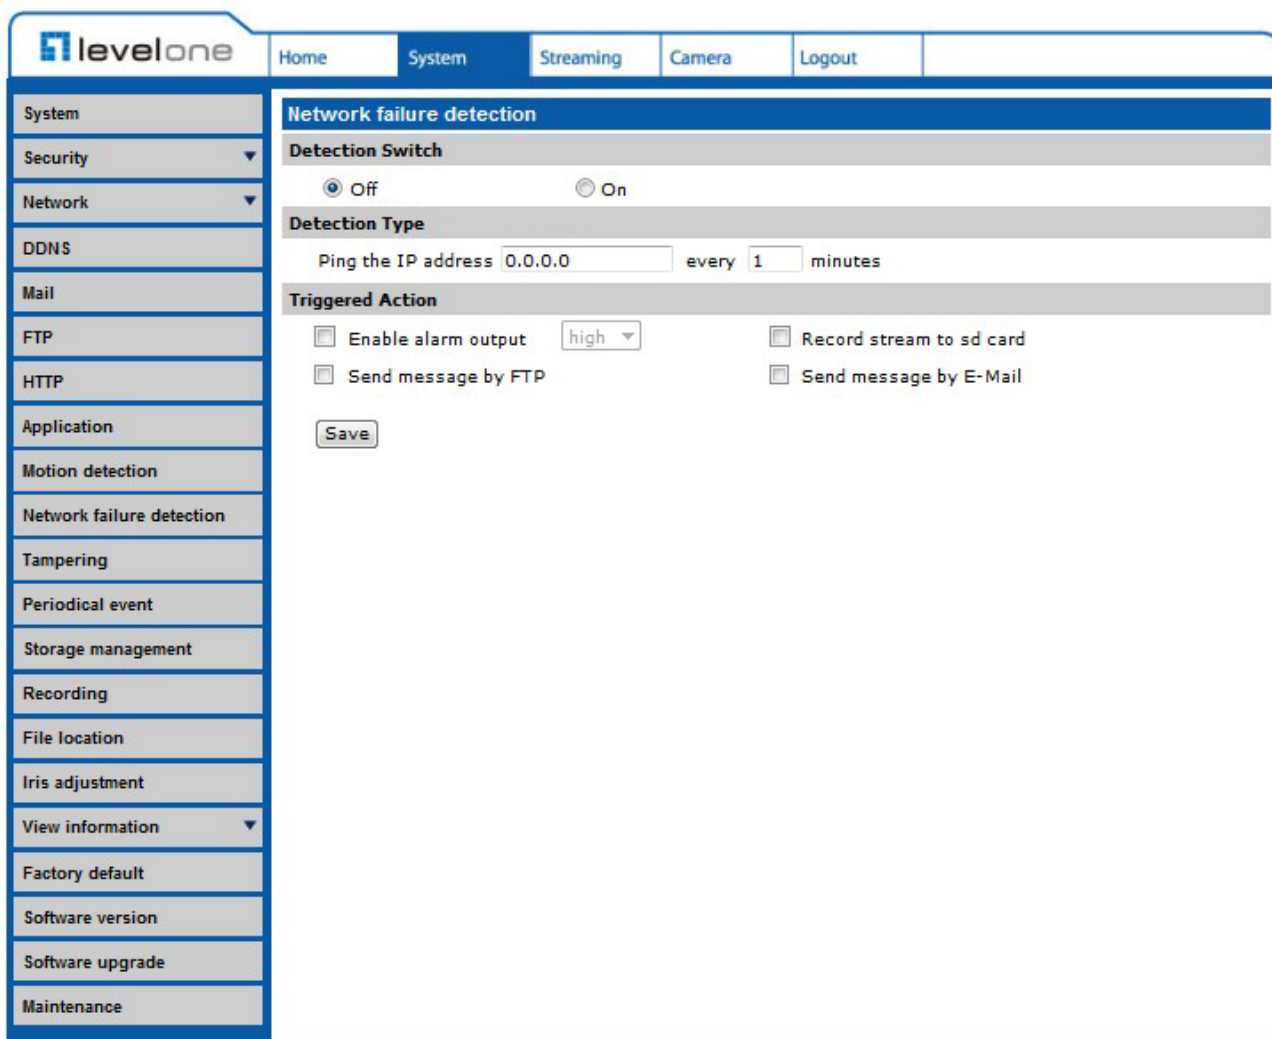 levelone
Home System Streaming Camera Logout
System
Security
Network
DDNS
Mail
FTP
HTTP
Application
Motion detection
Network failure detection
Tampering
Periodical event
Storage management
Recording
File location
Iris adjustment
View information
Factory default
Software version
Software upgrade
Maintenance
Network failure detection
Detection Switch
Off On
Detection Type
Ping the IP address 0.0.0.0 every 1 minutes
Triggered Action
Enable alarm output high Record stream to sd card
Send message by FTP Send message by E-Mail
Save